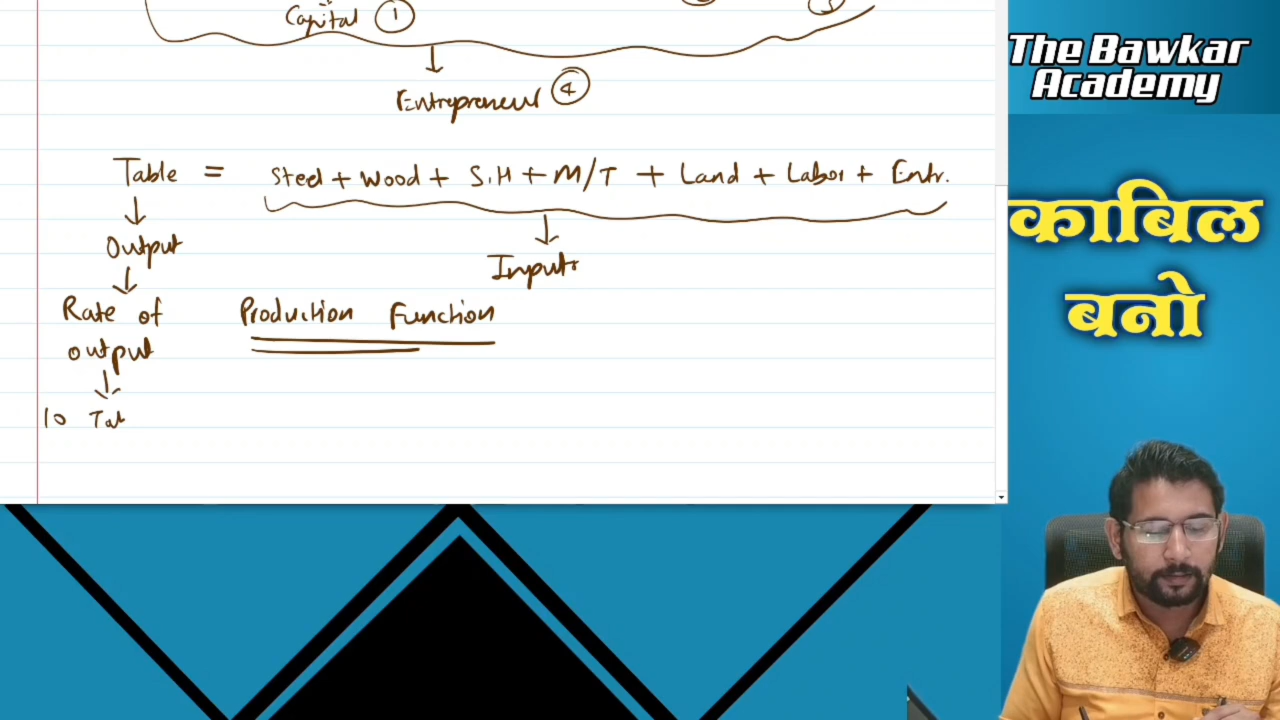 Capital ①
Entrepreneur ④
Table = Steel + Wood + S.H + M/T + Land + Labor + Entr.
Output
Inputs
Rate of output
Production Function
10 Tab
The Bawkar
Academy
काबिल
बनो